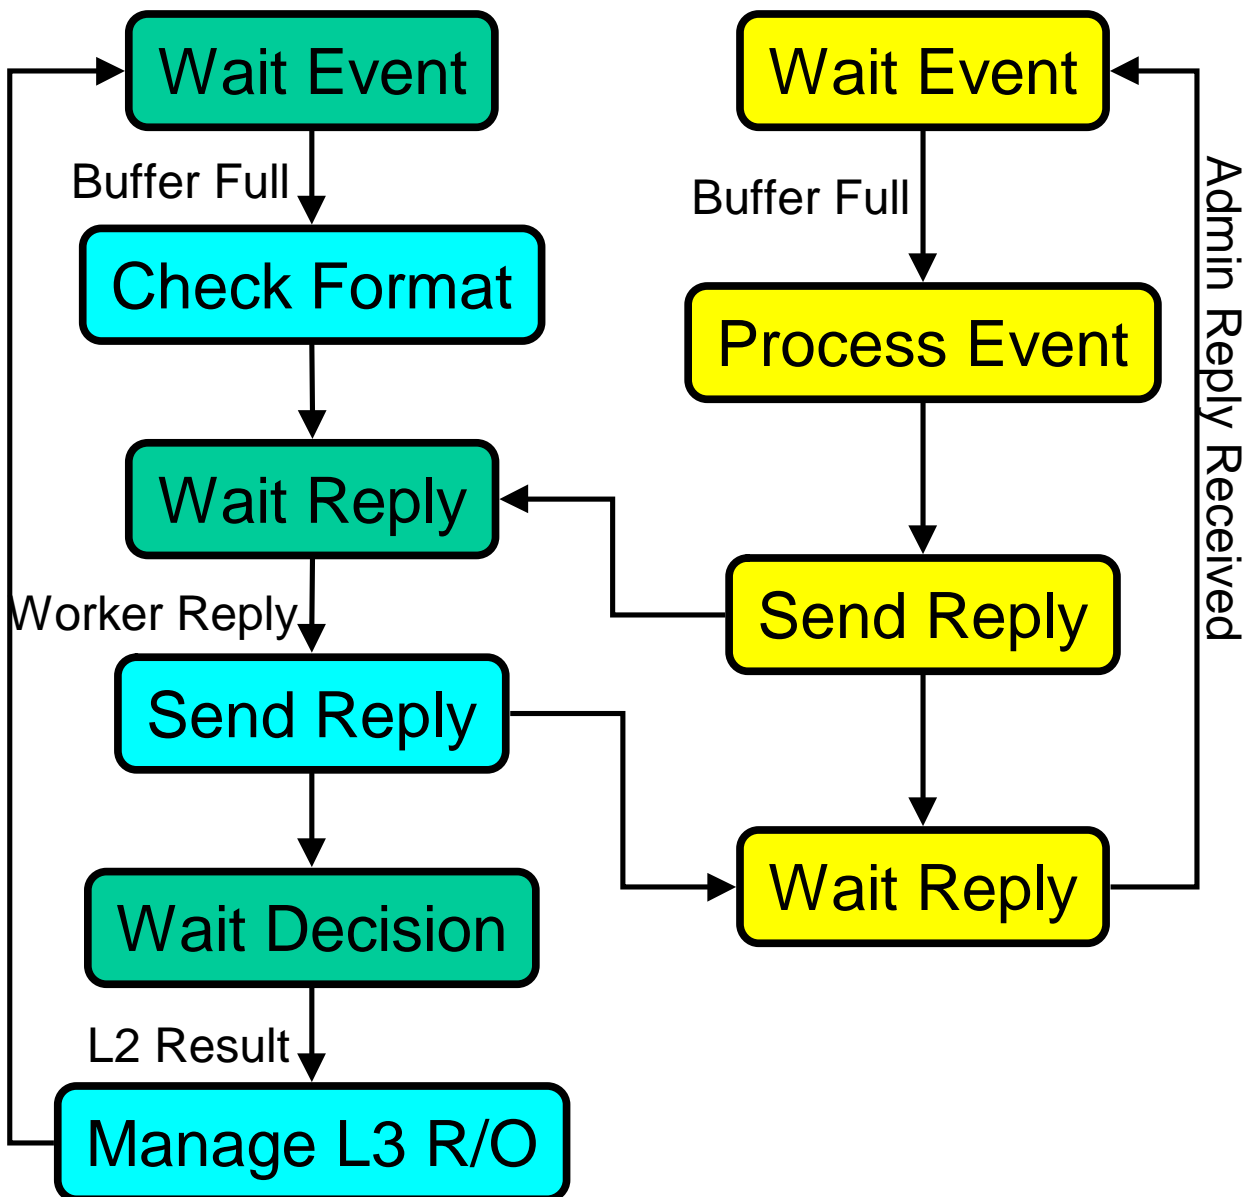 Wait Event
Buffer Full
Check Format
Wait Reply
Worker Reply
Send Reply
Wait Decision
L2 Result
Manage L3 R/O
Wait Event
Buffer Full
Process Event
Send Reply
Wait Reply
Admin Reply Received